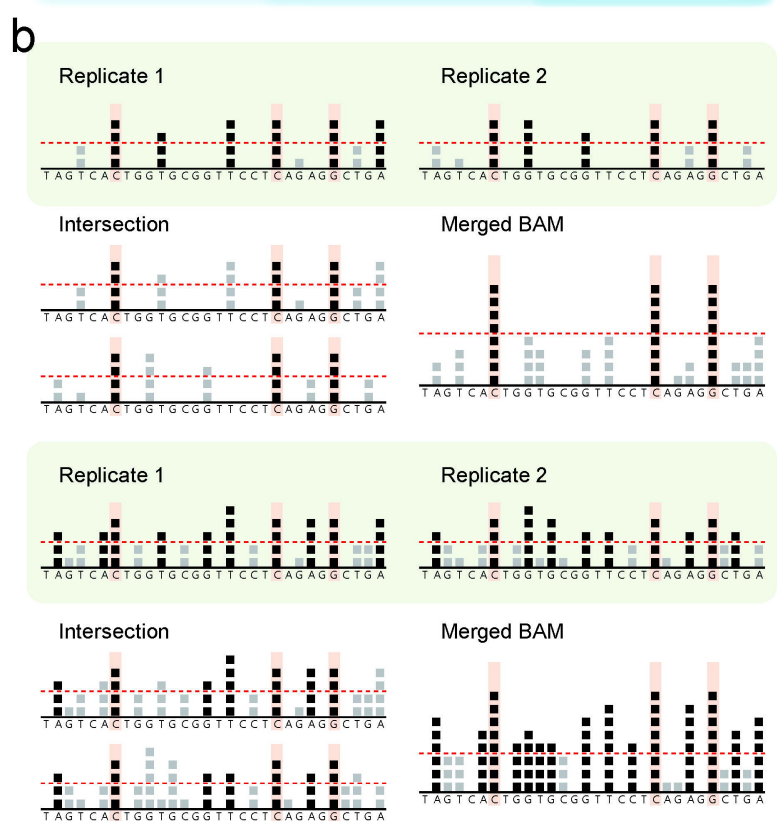 b
Replicate 1 Replicate 2
TAGTCACTGGTGCGGTTCCTCAGAGGCTGA TAGTCACTGGTGCGGTTCCTCAGAGGCTGA
Intersection Merged BAM
TAGTCACTGGTGCGGTTCCTCAGAGGCTGA
TAGTCACTGGTGCGGTTCCTCAGAGGCTGA TAGTCACTGGTGCGGTTCCTCAGAGGCTGA
Replicate 1 Replicate 2
TAGTCACTGGTGCGGTTCCTCAGAGGCTGA TAGTCACTGGTGCGGTTCCTCAGAGGCTGA
Intersection Merged BAM
TAGTCACTGGTGCGGTTCCTCAGAGGCTGA
TAGTCACTGGTGCGGTTCCTCAGAGGCTGA TAGTCACTGGTGCGGTTCCTCAGAGGCTGA